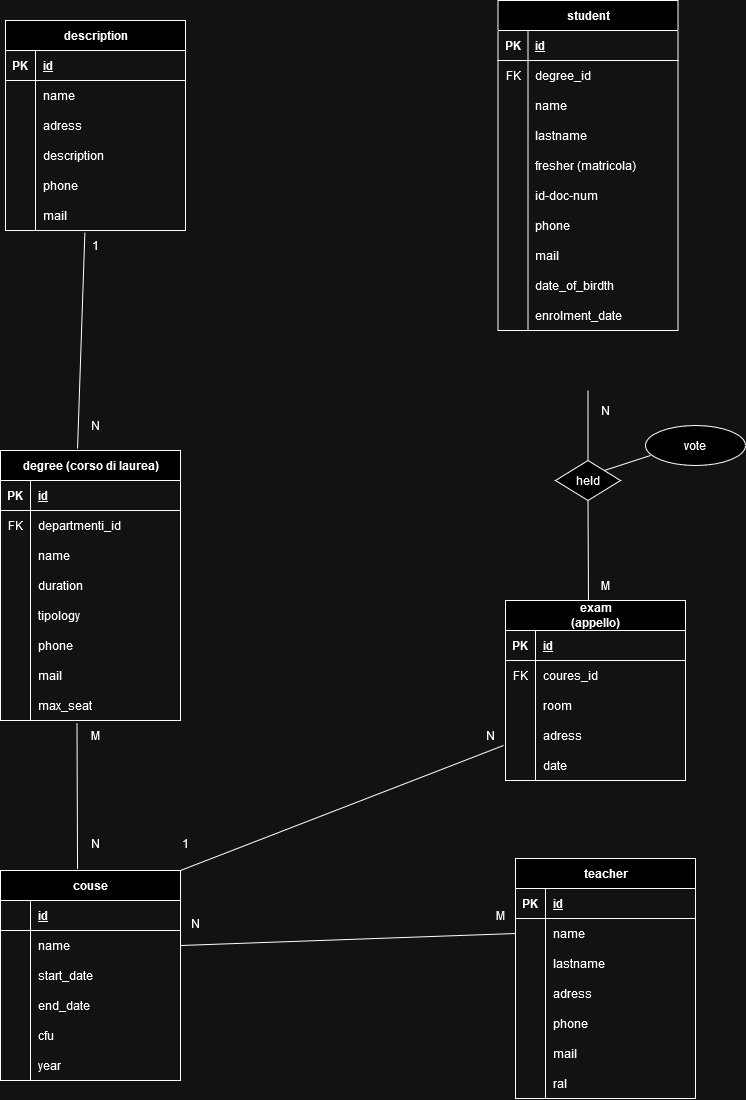 description
PK id
name
adress
description
phone
mail
1
N
student
PK id
FK degree_id
name
lastname
fresher (matricola)
id-doc-num
phone
mail
date_of_birdth
enrolment_date
N
vote
held
M
degree (corso di laurea)
PK id
FK departmenti_id
name
duration
tipology
phone
mail
max_seat
M
N
exam
(appello)
PK id
FK coures_id
room
adress
date
N
1
couse
id
name
start_date
end_date
cfu
year
N
M
teacher
PK id
name
lastname
adress
phone
mail
ral